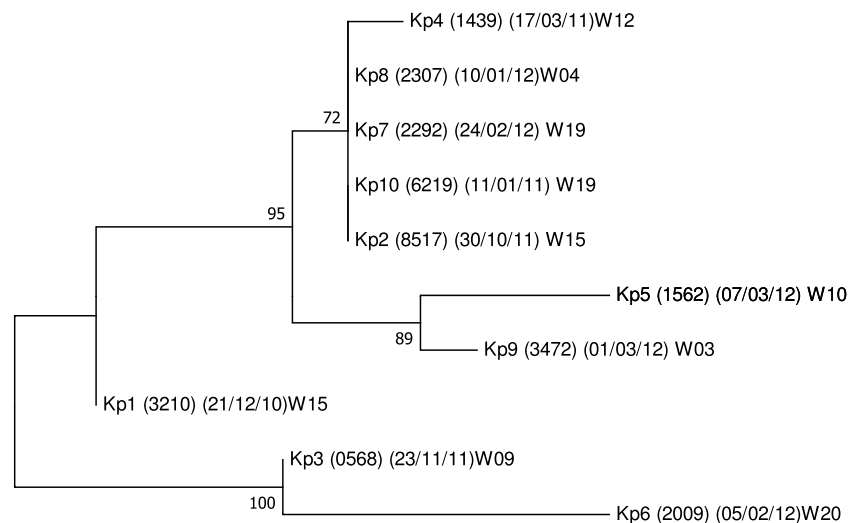 Kp4 (1439) (17/03/11)W12
Kp8 (2307) (10/01/12)W04
72
Kp7 (2292) (24/02/12) W19
Kp10 (6219) (11/01/11) W19
95
Kp2 (8517) (30/10/11) W15
Kp5 (1562) (07/03/12) W10
89
Kp9 (3472) (01/03/12) W03
Kp1 (3210) (21/12/10)W15
Kp3 (0568) (23/11/11)W09
100
Kp6 (2009) (05/02/12)W20